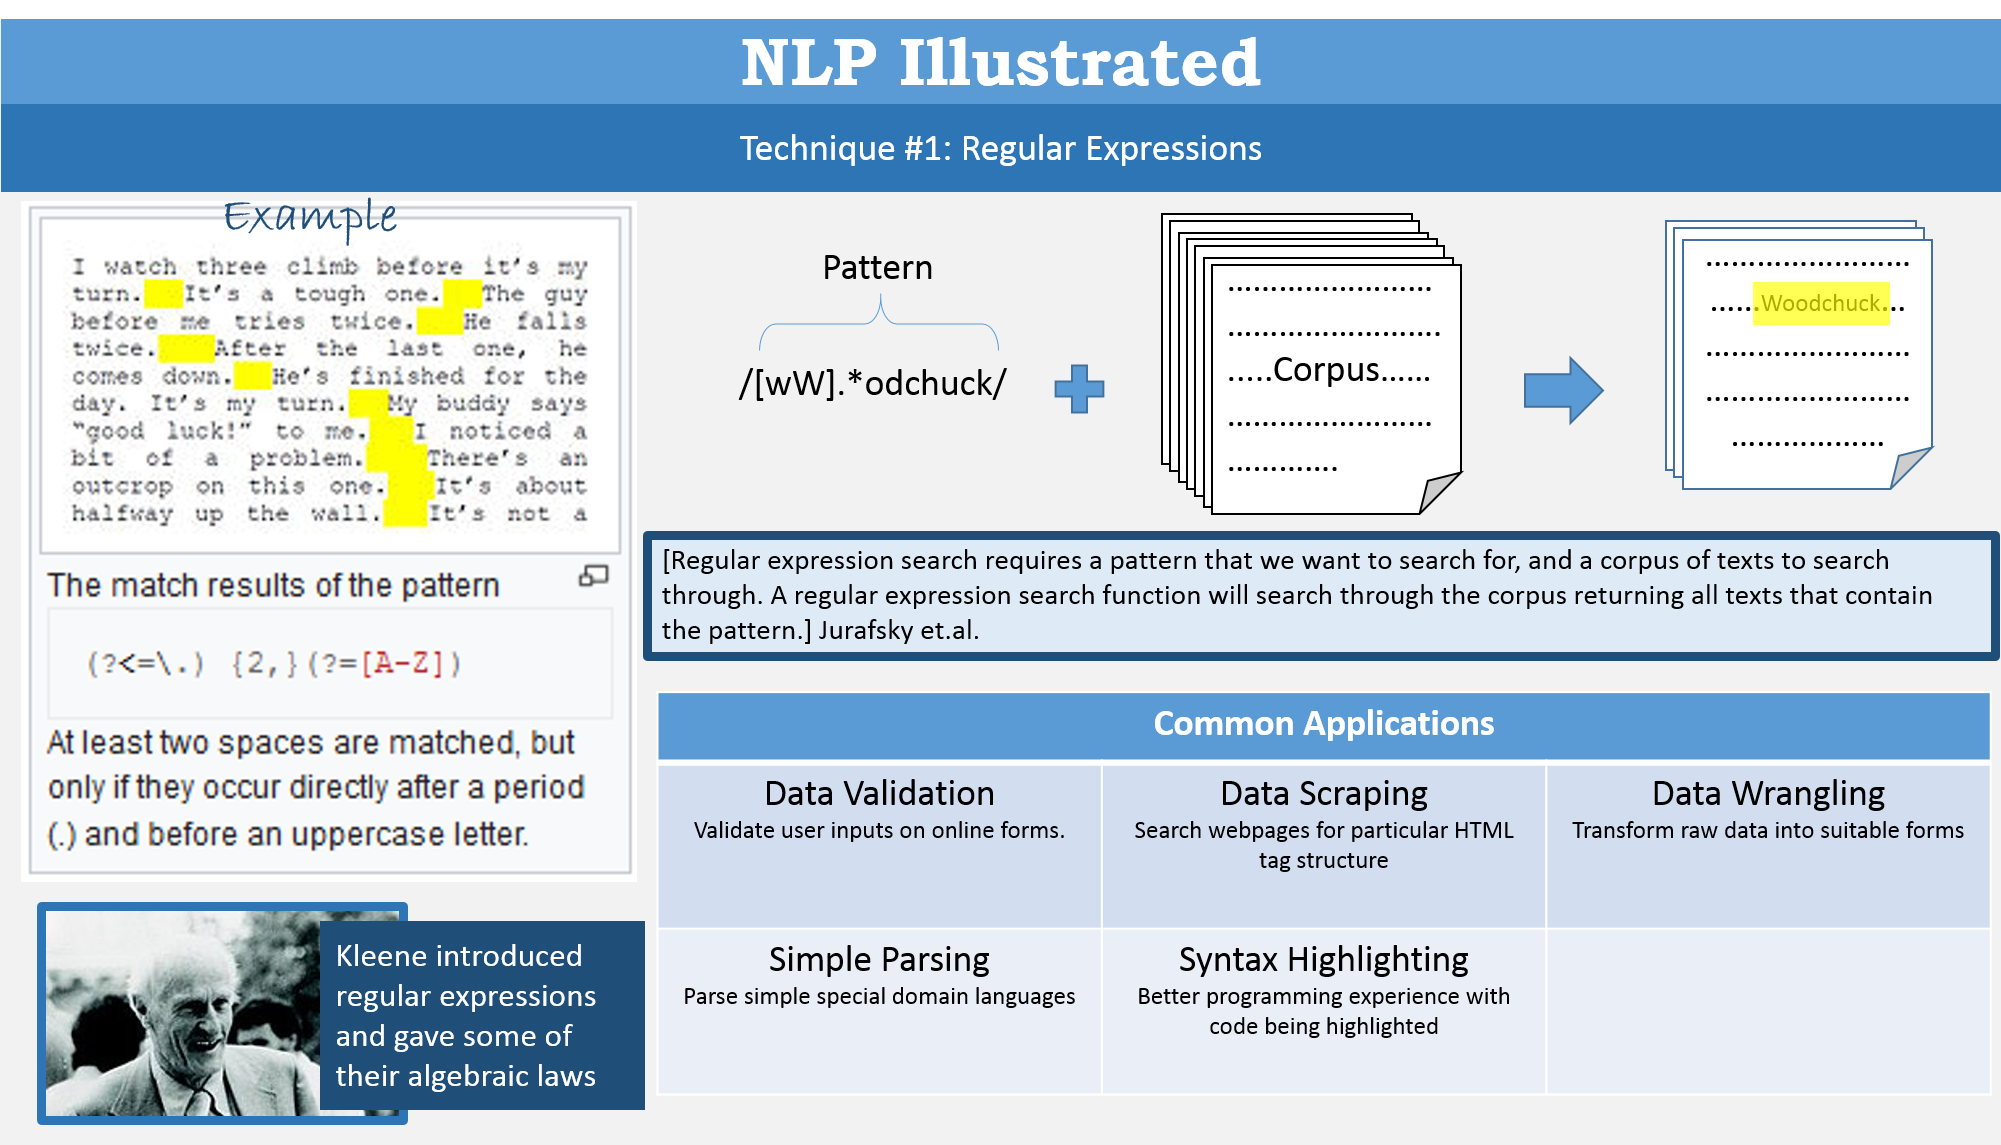 NLP Illustrated
Technique #1: Regular Expressions
Example
I watch three climb before it's my
turn. It's a tough one. The guy
before me tries twice. He falls
twice. After the last one, he
comes down. He's finished for the
day. It's my turn. My buddy says
"good luck!" to me. I noticed a
bit of a problem. There's an
outcrop on this one. It's about
halfway up the wall. It's not a
The match results of the pattern
(?<=\.) {2,}(?=[A-Z])
At least two spaces are matched, but
only if they occur directly after a period
(.) and before an uppercase letter.
Kleene introduced
regular expressions
and gave some of
their algebraic laws
Pattern
/[wW].*odchuck/
…..Corpus……
Woodchuck
[Regular expression search requires a pattern that we want to search for, and a corpus of texts to search
through. A regular expression search function will search through the corpus returning all texts that contain
the pattern.] Jurafsky et.al.
Common Applications
Data Validation
Validate user inputs on online forms.
Data Scraping
Search webpages for particular HTML
tag structure
Data Wrangling
Transform raw data into suitable forms
Simple Parsing
Parse simple special domain languages
Syntax Highlighting
Better programming experience with
code being highlighted